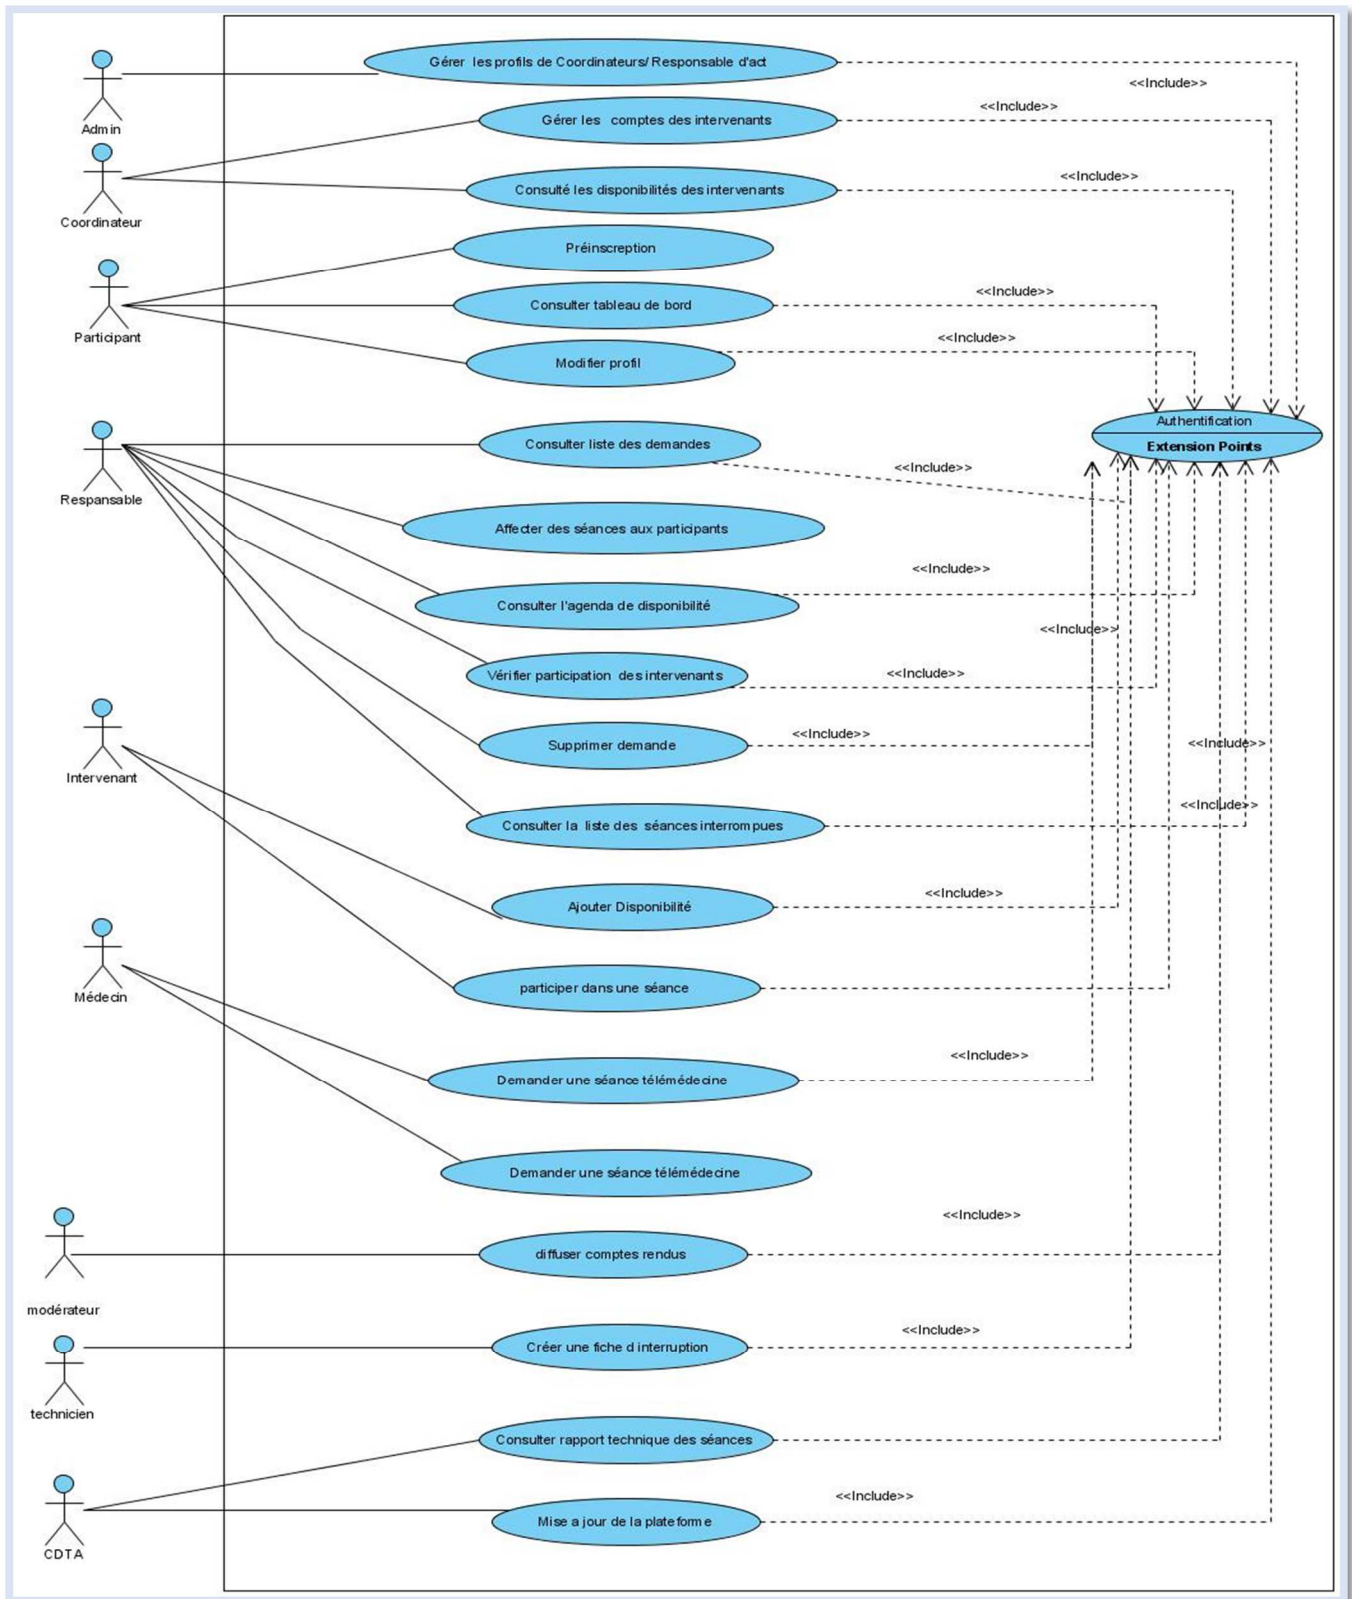 Gérer les profils de Coordinateurs/ Responsable d'act
<<Include>>
Admin
<<Include>>
Gérer les comptes des intervenants
Coordinateur
<<Include>>
Consulté les disponibilités des intervenants
Préinscreption
Participant
<<Include>>
Consulter tableau de bord
<<Include>>
Modifier profil
Authentification
Extension Points
Respansable
Consulter liste des demandes
<<Include>>
Affecter des séances aux participants
<<Include>>
Consulter l'agenda de disponibilité
<<Include>>
Vérifier participation des intervenants
<<Include>>
Intervenant
Supprimer demande
<<Include>>
<<Include>>
<<Include>>
Consulter la liste des séances interrompues
<<Include>>
Ajouter Disponibilité
Médecin
participer dans une séance
<<Include>>
Demander une séance télémédecine
Demander une séance télémédecine
<<Include>>
modérateur
diffuser comptes rendus
<<Include>>
technicien
Créer une fiche d interruption
Consulter rapport technique des séances
<<Include>>
CDTA
Mise a jour de la plateforme